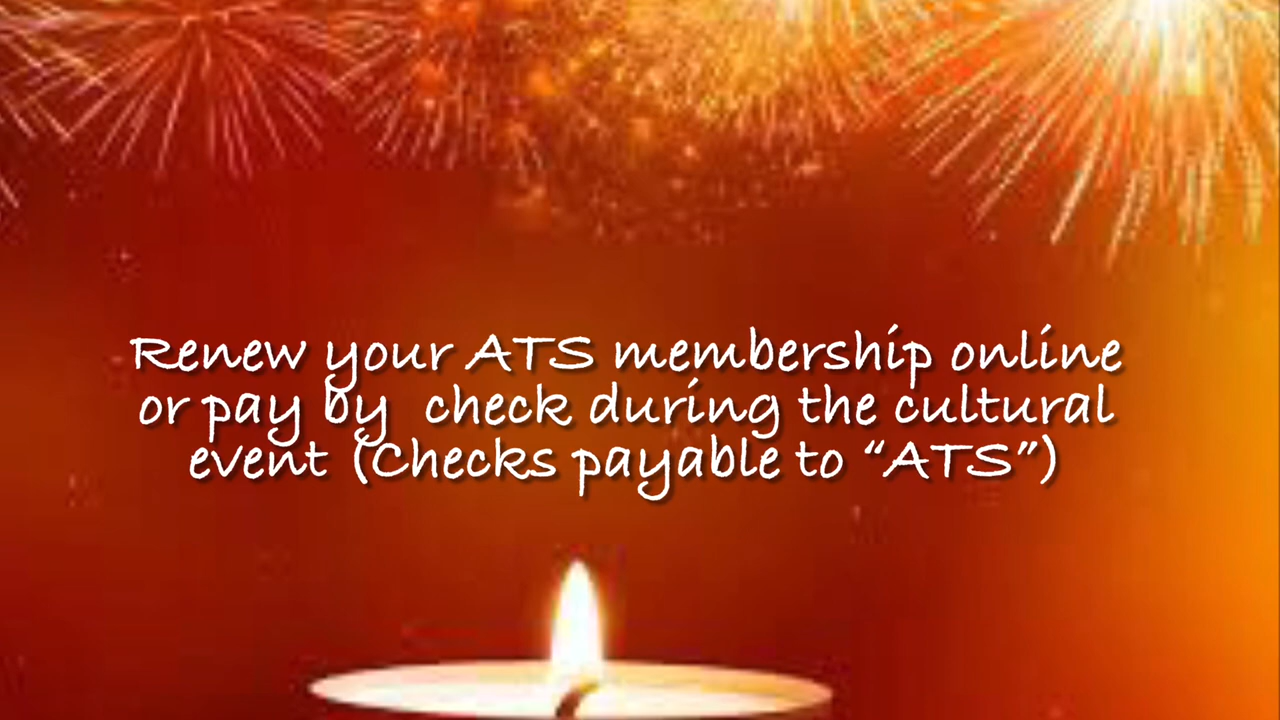 Renew your ATS membership online
or pay by  check during the cultural
event (Checks payable to “ATS”)